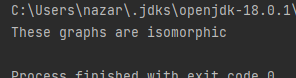 C:\Users\nazar\.jdks\openjdk-18.0.1\
These graphs are isomorphic
Process finished with exit code 0